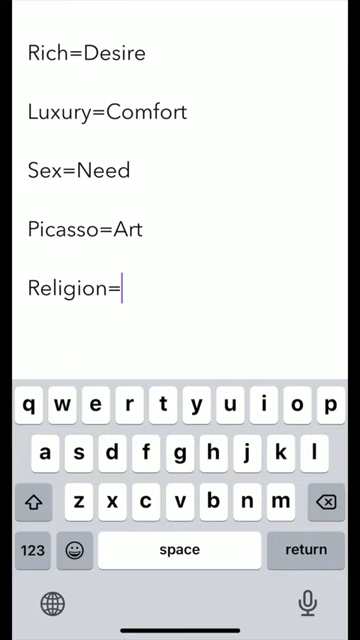 Rich=Desire
Luxury=Comfort
Sex=Need
Picasso=Art
Religion=
q w e r t y u i o p
a s d f g h j k l
z x c v b n m
123 space return